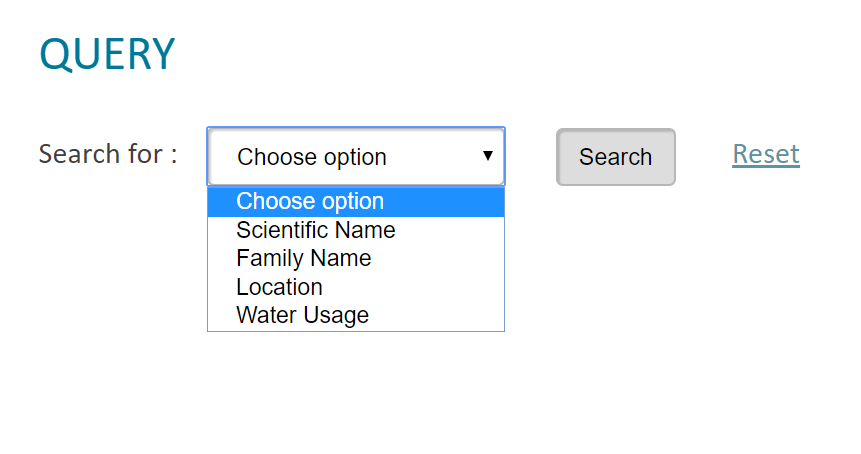 QUERY
Search for : Choose option ▼ Search Reset
Choose option
Scientific Name
Family Name
Location
Water Usage